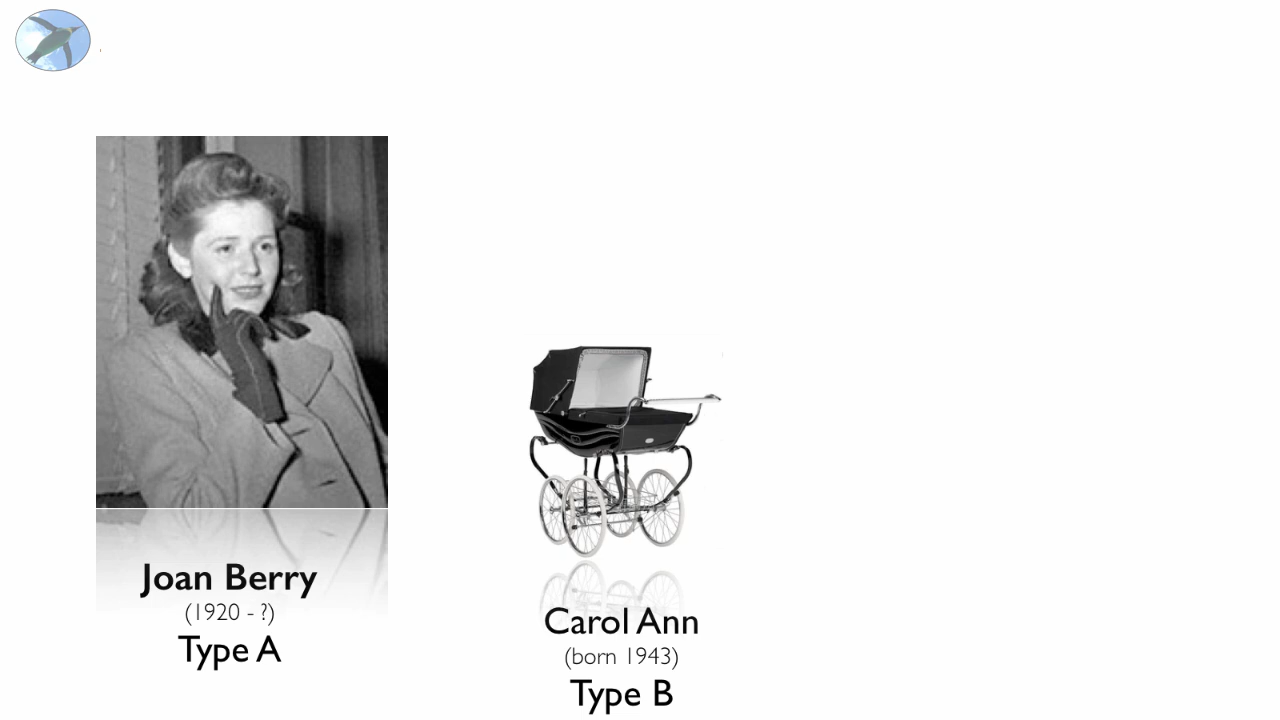 Joan Berry
(1920 - ?)
Type A
Carol Ann
(born 1943)
Type B